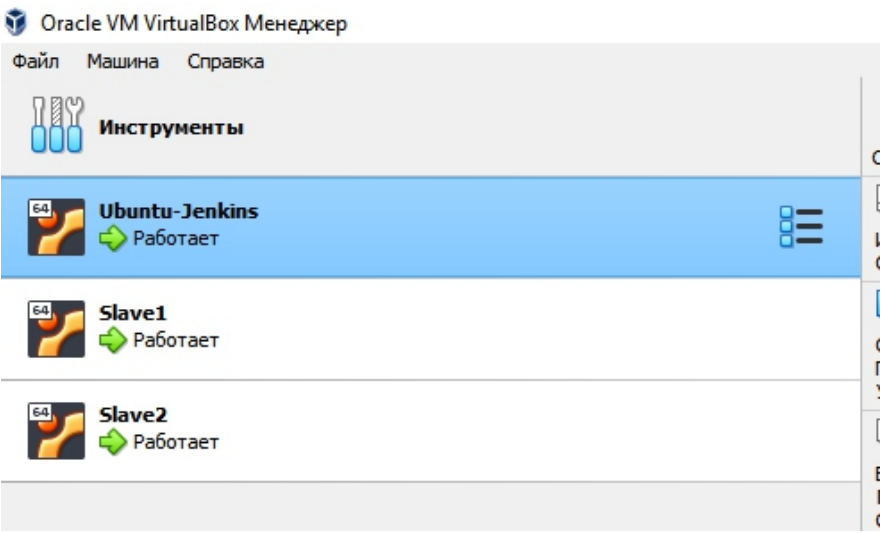 Oracle VM VirtualBox Менеджер
Файл Машина Справка
Инструменты
64
Ubuntu-Jenkins
Работает
64
Slave1
Работает
64
Slave2
Работает